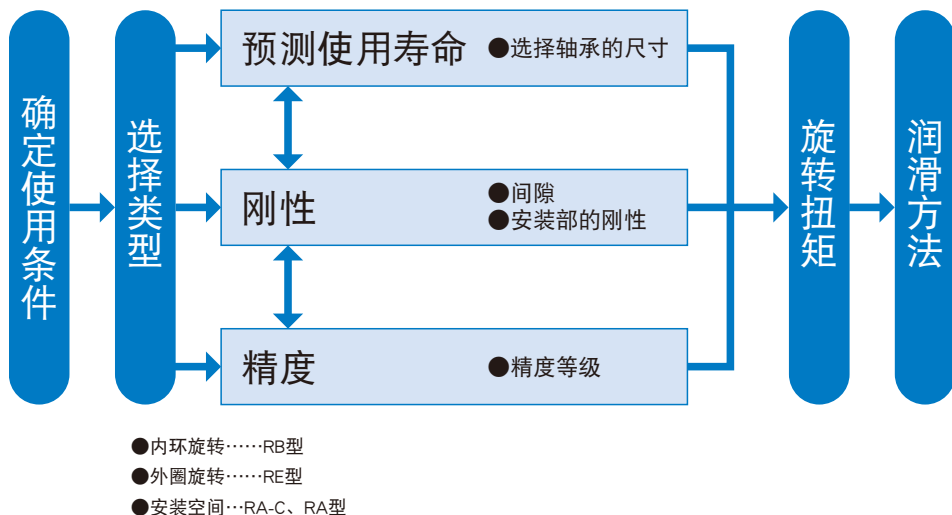 确定使用条件
选择类型
预测使用寿命 ●选择轴承的尺寸
刚性 ●间隙
●安装部的刚性
精度 ●精度等级
旋转扭矩
润滑方法
●内环旋转……RB型
●外圈旋转……RE型
●安装空间…RA-C、RA型